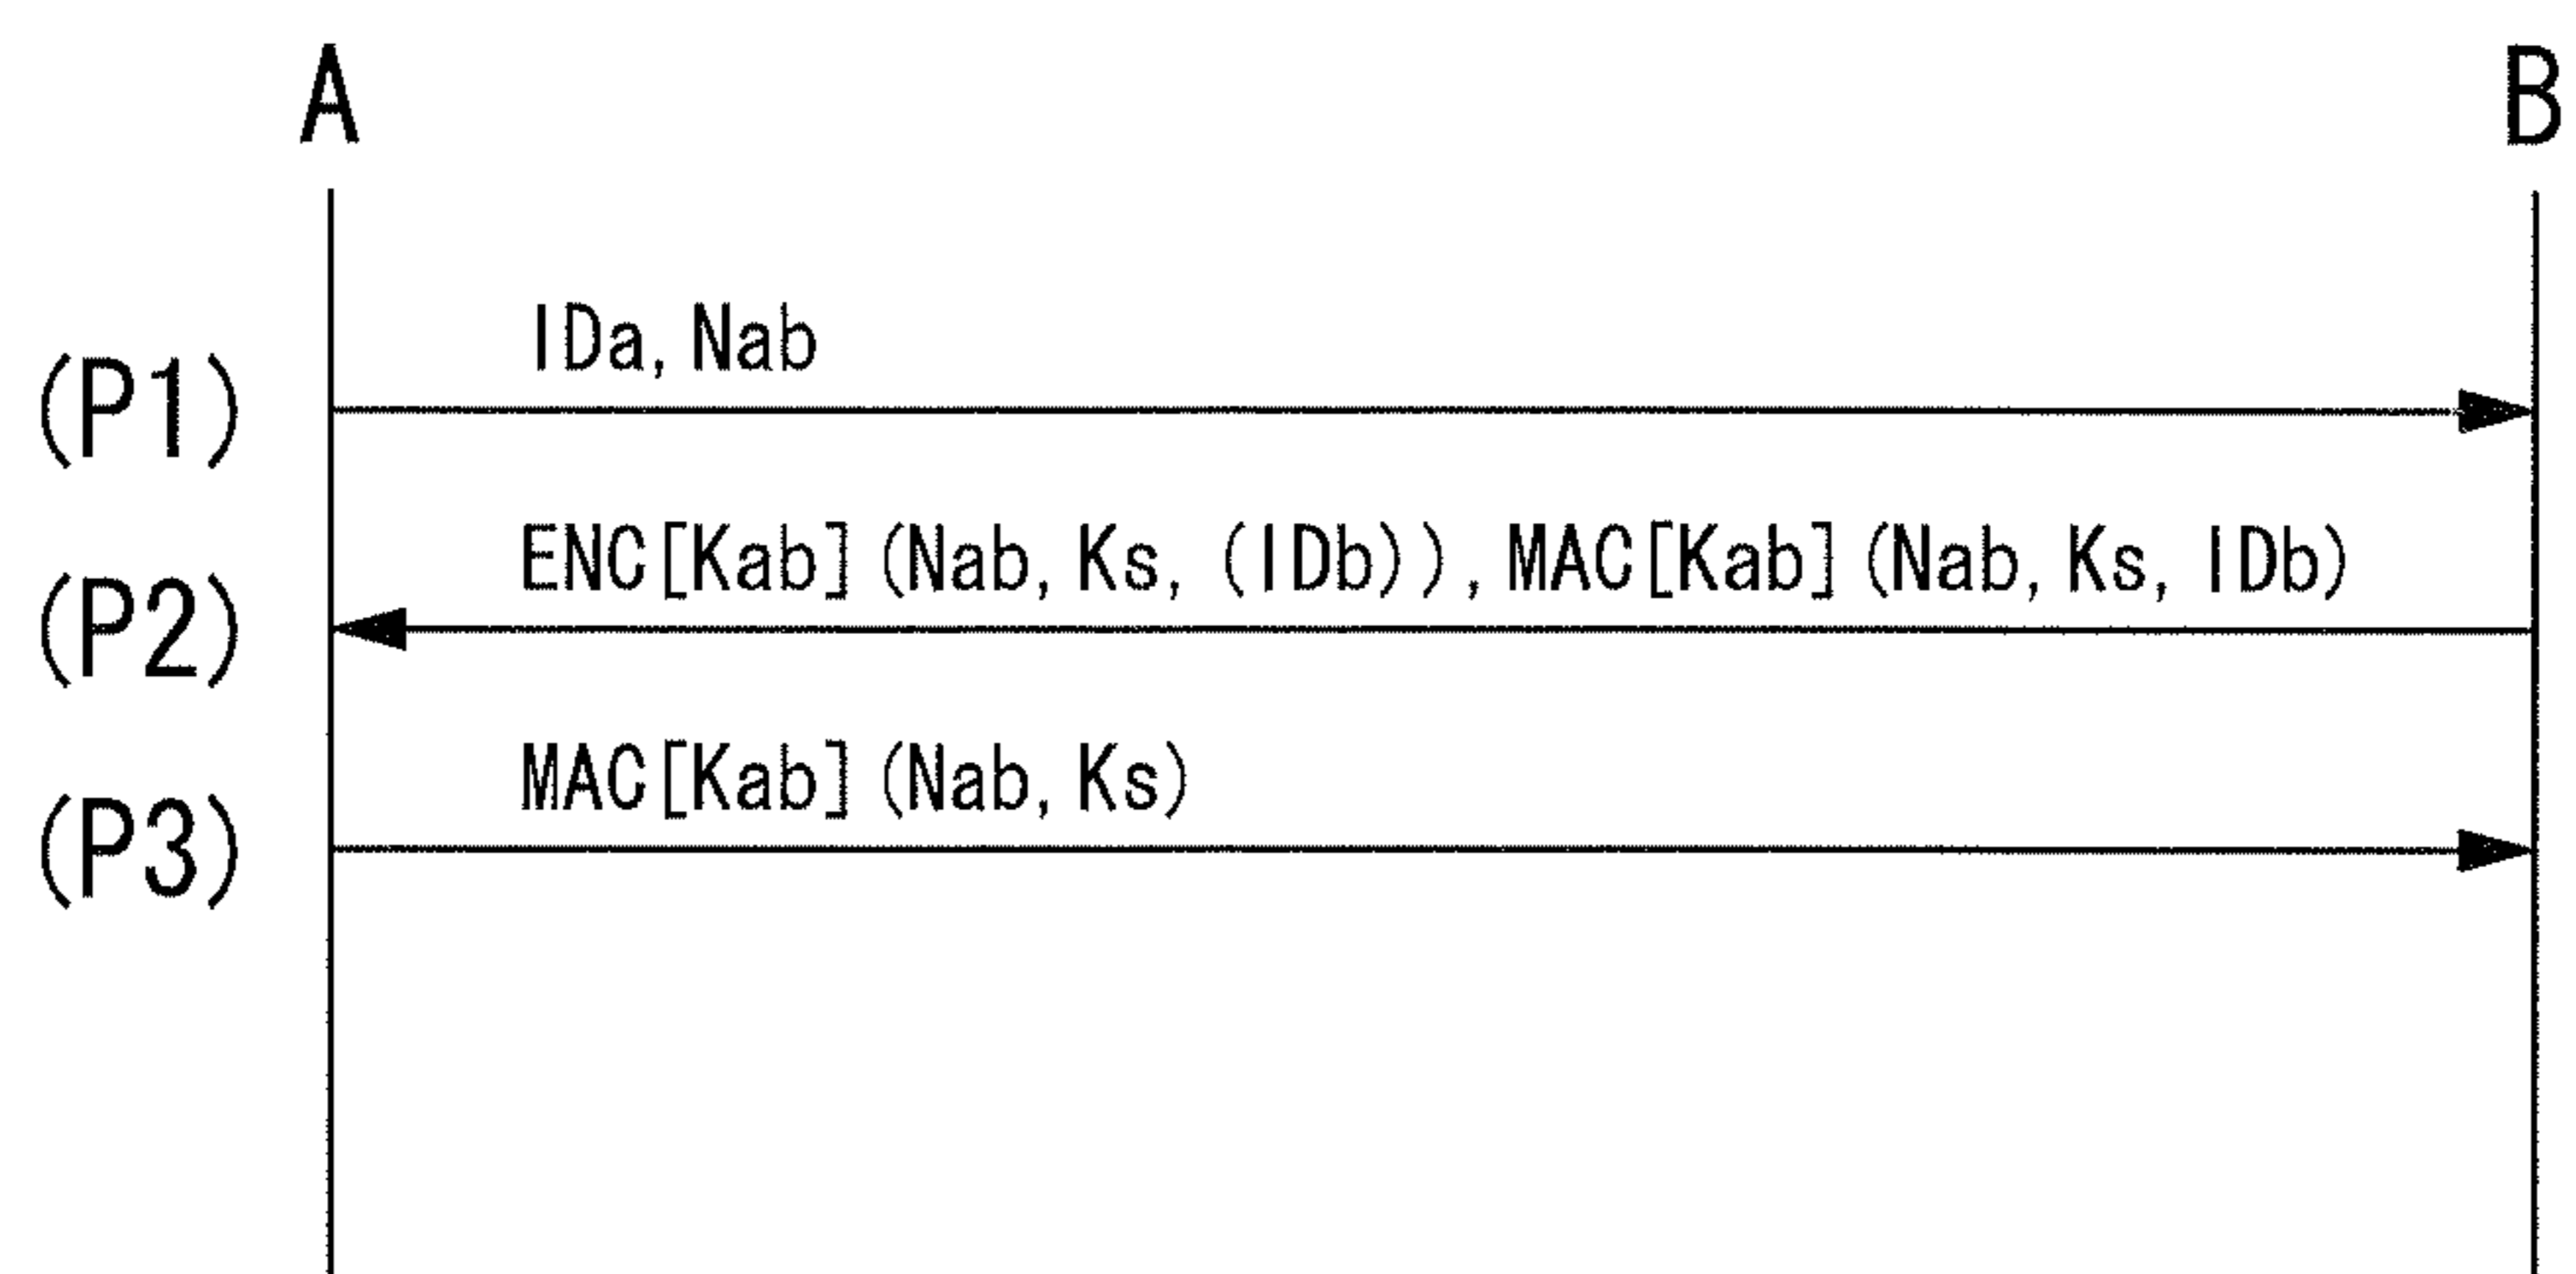 A B
IDa, Nab
(P1)
ENC[Kab](Nab, Ks, (IDb)), MAC[Kab](Nab, Ks, IDb)
(P2)
MAC[Kab](Nab, Ks)
(P3)